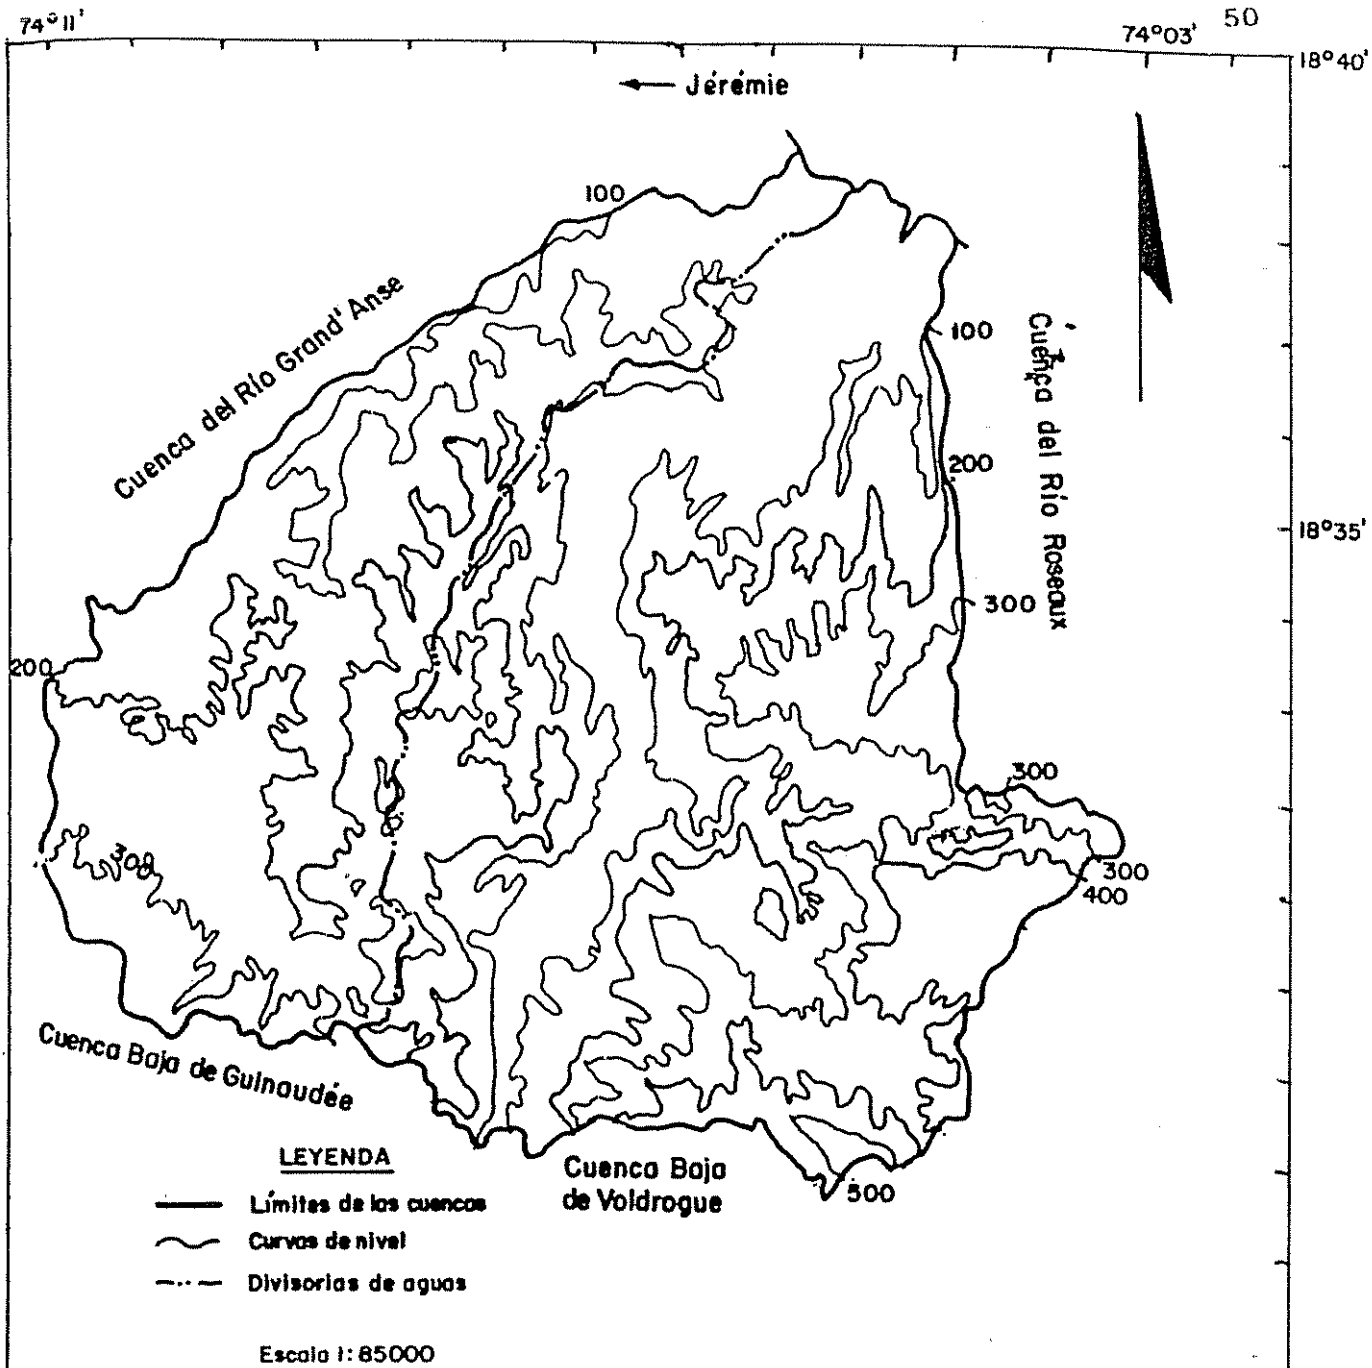 50
74°11'
74°03'
18°40'
← Jérémie
100
Cuenca del Río Grand' Anse
100
Cuenca del Río Roseaux
200
18°35'
300
200
300
300
300
400
Cuenca Baja de Guinaudée
LEYENDA
Límites de las cuencas
Curvas de nivel
Divisorias de aguas
Cuenca Baja
de Voldrogue
500
Escala 1:85000